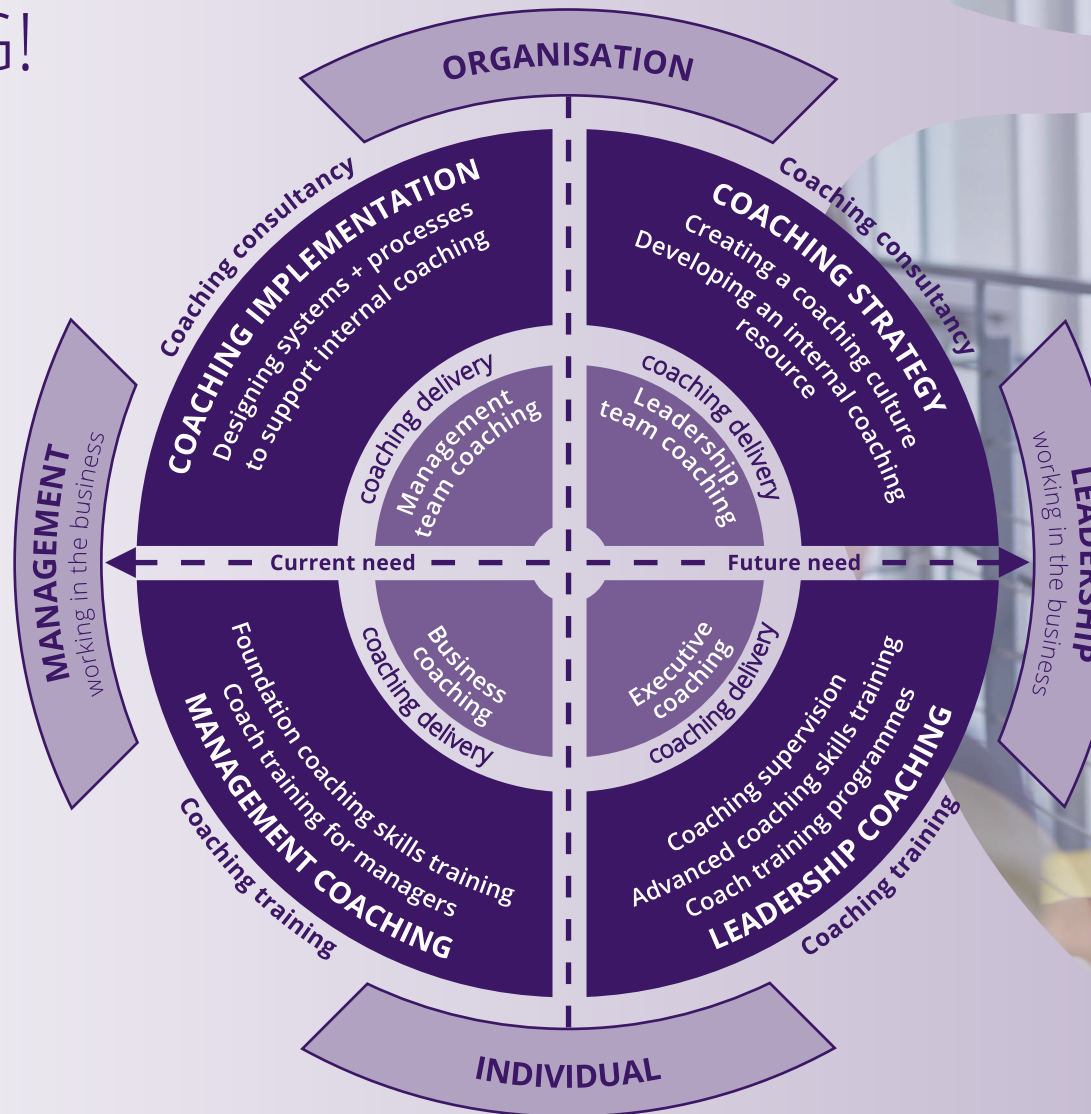 G!
ORGANISATION
Coaching consultancy
COACHING IMPLEMENTATION
Designing systems + processes
to support internal coaching
coaching delivery
Management
team coaching
Coaching consultancy
COACHING STRATEGY
Creating a coaching culture
Developing an internal coaching
resource
coaching delivery
Leadership
team coaching
MANAGEMENT
working in the business
Current need
Future need
LEADERSHIP
working in the business
Business
coaching
coaching delivery
Foundation coaching skills training
Coach training for managers
MANAGEMENT COACHING
Coaching training
Executive
coaching
coaching delivery
Coaching supervision
Advanced coaching skills training
Coach training programmes
LEADERSHIP COACHING
Coaching training
INDIVIDUAL